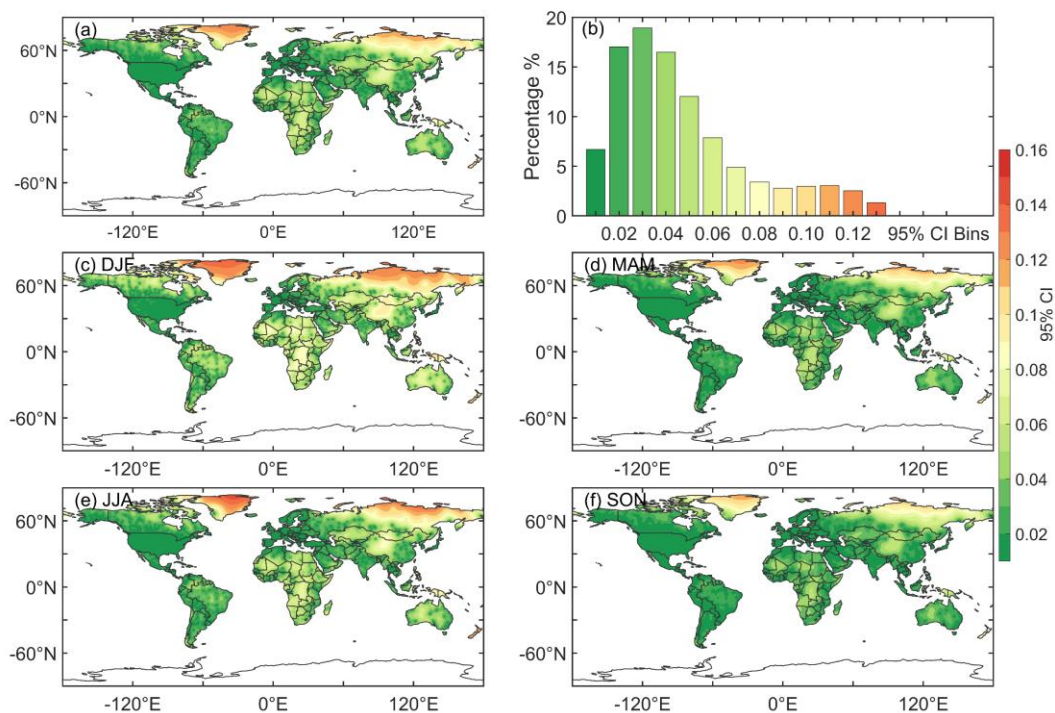 (a)
60°N
0°N
-60°N
-120°E
0°E
120°E
(b)
Percentage %
20
15
10
5
0
0.02
0.04
0.06
0.08
0.10
0.12
95% CI Bins
(c) DJF
60°N
0°N
-60°N
-120°E
0°E
120°E
(d) MAM
60°N
0°N
-60°N
-120°E
0°E
120°E
(e) JJA
60°N
0°N
-60°N
-120°E
0°E
120°E
(f) SON
60°N
0°N
-60°N
-120°E
0°E
120°E
0.16
0.14
0.12
0.11
0.10
0.08
0.06
0.04
0.02
95% CI